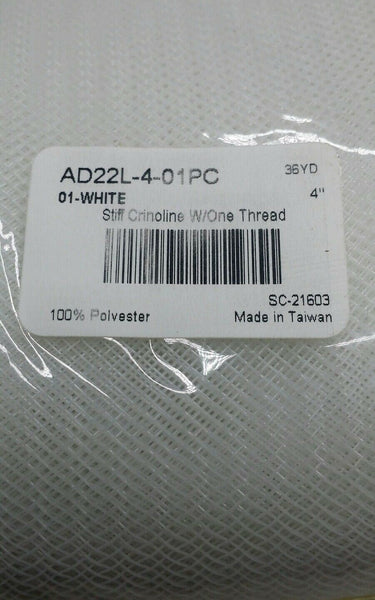 AD22L-4-01PC 36YD
01-WHITE 4"
Stiff Crinoline W/One Thread
SC-21603
100% Polyester Made in Taiwan